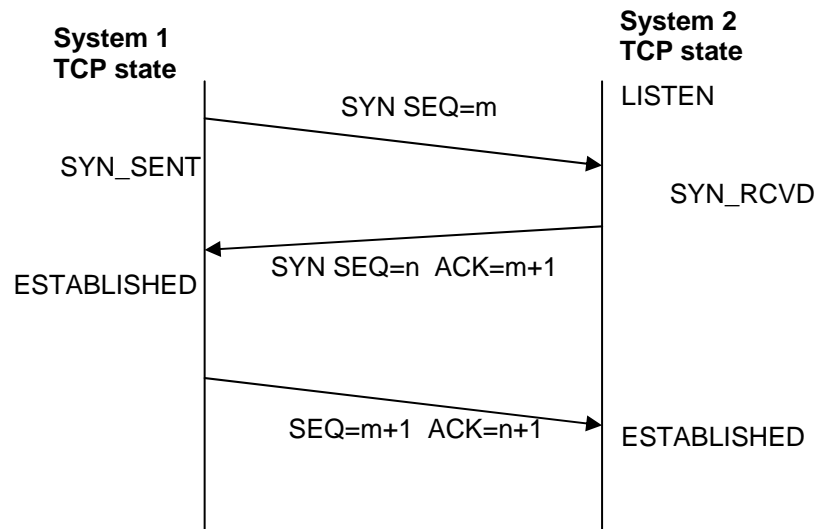 System 1
TCP state
System 2
TCP state
LISTEN
SYN SEQ=m
SYN_SENT
SYN_RCVD
SYN SEQ=n ACK=m+1
ESTABLISHED
SEQ=m+1 ACK=n+1
ESTABLISHED